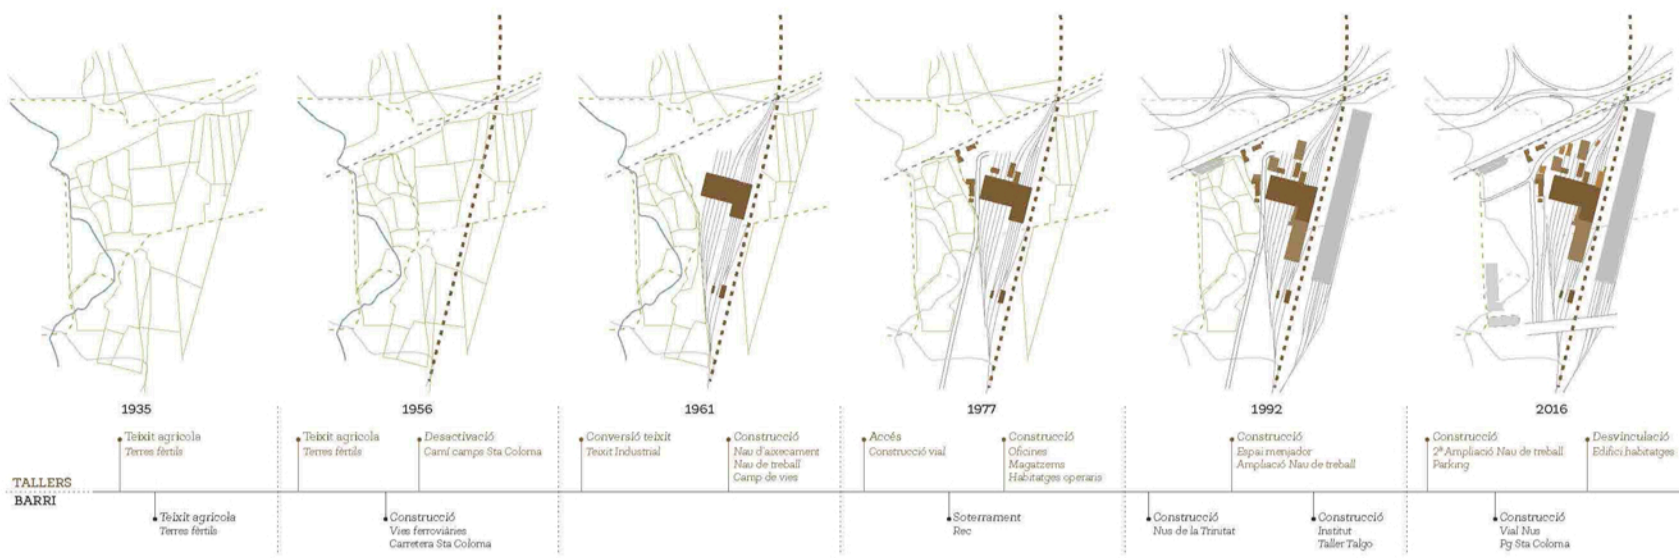 1935
1956
1961
1977
1992
2016
Teixit agrícola
Terres fèrtils
Teixit agrícola
Terres fèrtils
Desactivació
Camí camps Sta Coloma
Conversió teixit
Teixit Industrial
Construcció
Nau d'aixecament
Nau de treball
Camp de vies
Accés
Construcció vial
Construcció
Oficines
Magatzems
Habitatges operaris
Construcció
Espai menjador
Ampliació Nau de treball
Construcció
2ª Ampliació Nau de treball
Parking
Desvinculació
Edifici habitatges
TALLERS
BARRI
Teixit agrícola
Terres fèrtils
Construcció
Vies ferroviàries
Carretera Sta Coloma
Soterrament
Rec
Construcció
Nus de la Trinitat
Construcció
Institut
Taller Talgo
Construcció
Vial Nus
Pg Sta Coloma